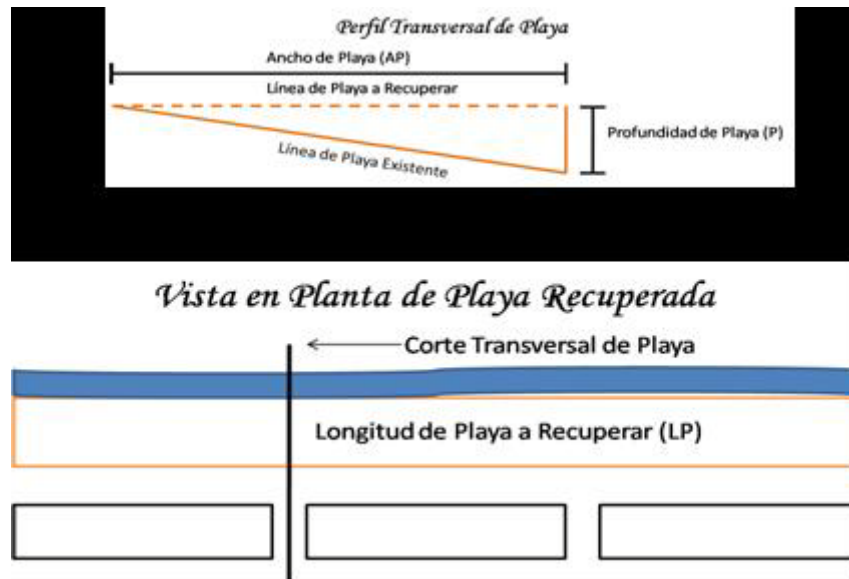 Perfil Transversal de Playa
Ancho de Playa (AP)
Línea de Playa a Recuperar
Profundidad de Playa (P)
Línea de Playa Existente
Vista en Planta de Playa Recuperada
Corte Transversal de Playa
Longitud de Playa a Recuperar (LP)